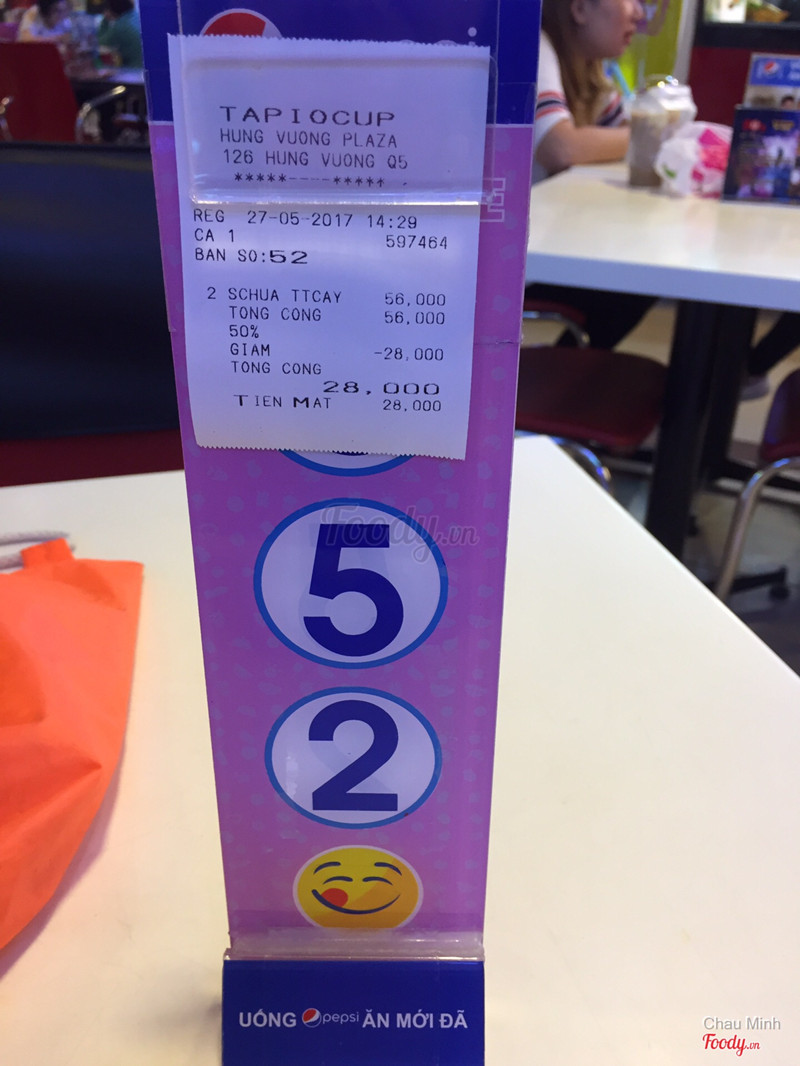 TAPIOCUP
HUNG VUONG PLAZA
126 HUNG VUONG Q5
*****----*****
REG 27-05-2017 14:29
CA 1 597464
BAN SO:52
2 SCHUA TTCAY 56,000
TONG CONG 56,000
50%
GIAM -28,000
TONG CONG
28,000
TIEN MAT 28,000
Foody.vn
5
2
UỐNG pepsi ĂN MỚI ĐÃ
Chau Minh
Foody.vn